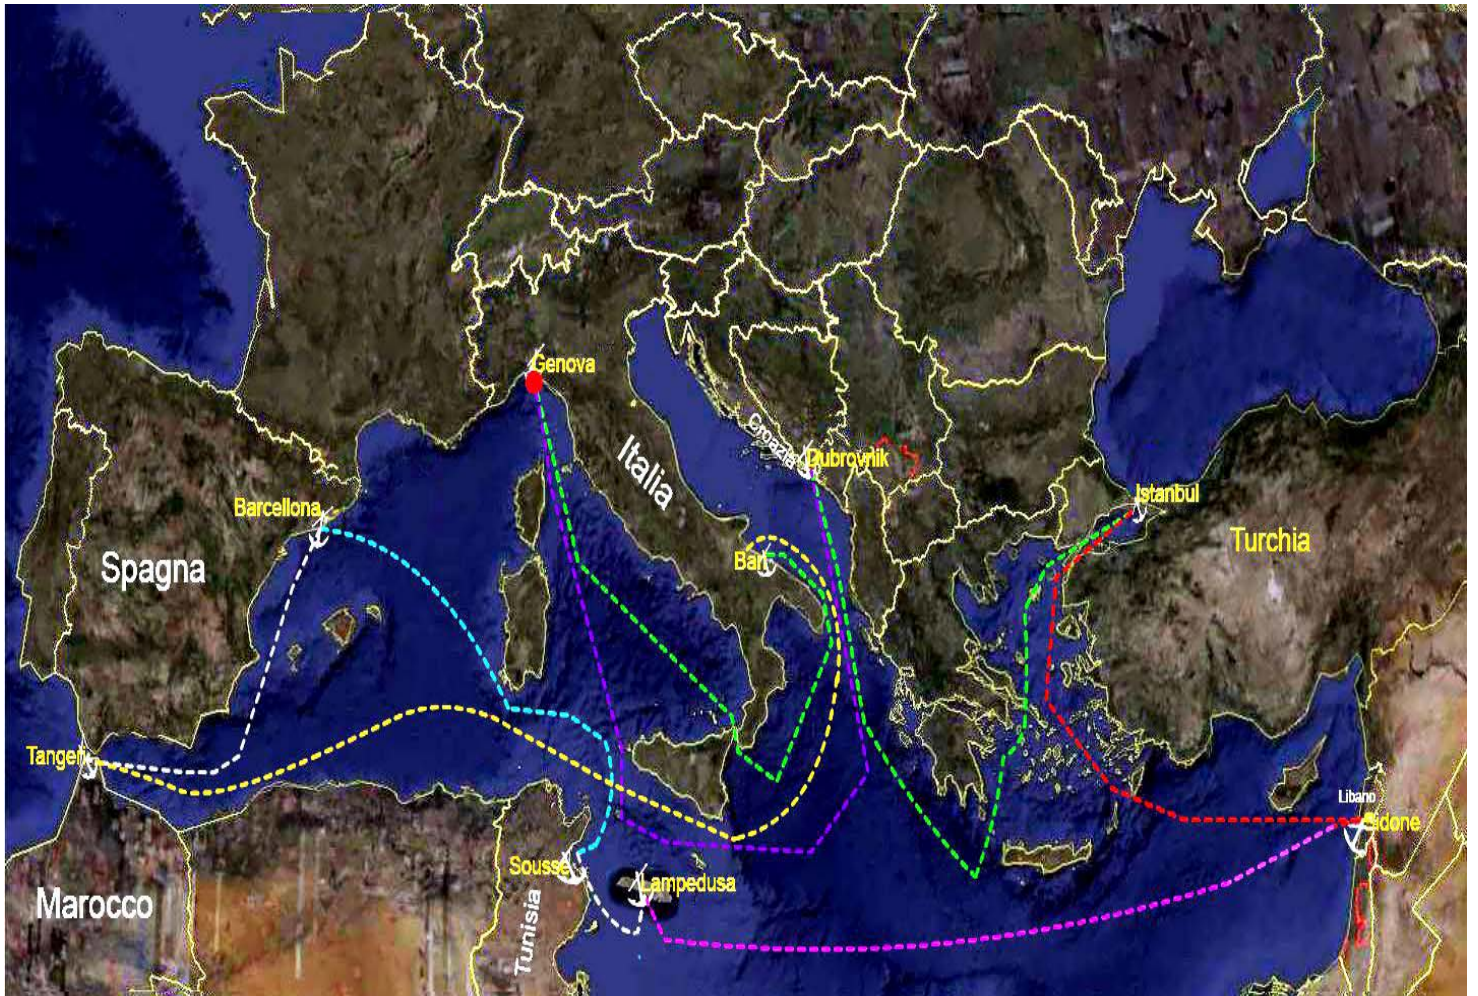 Genova
Croazia
Dubrovnik
Italia
Istanbul
Barcellona
Turchia
Spagna
Bari
Tangeri
Libano
Sidone
Sousse
Lampedusa
Marocco
Tunisia